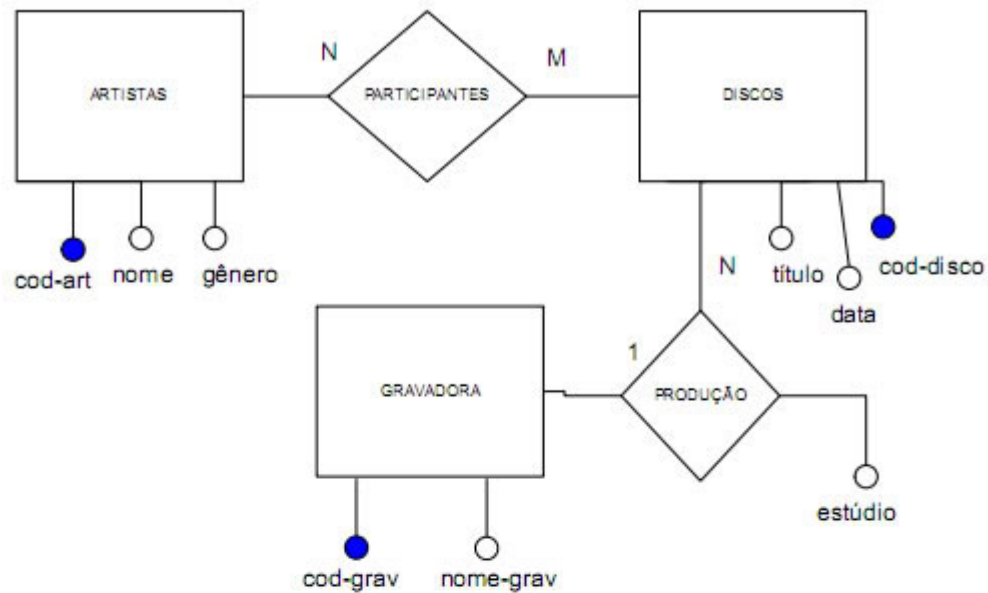 N
M
ARTISTAS
PARTICIPANTES
DISCOS
cod-art
nome
gênero
N
título
cod-disco
data
1
GRAVADORA
PRODUÇÃO
estúdio
cod-grav
nome-grav